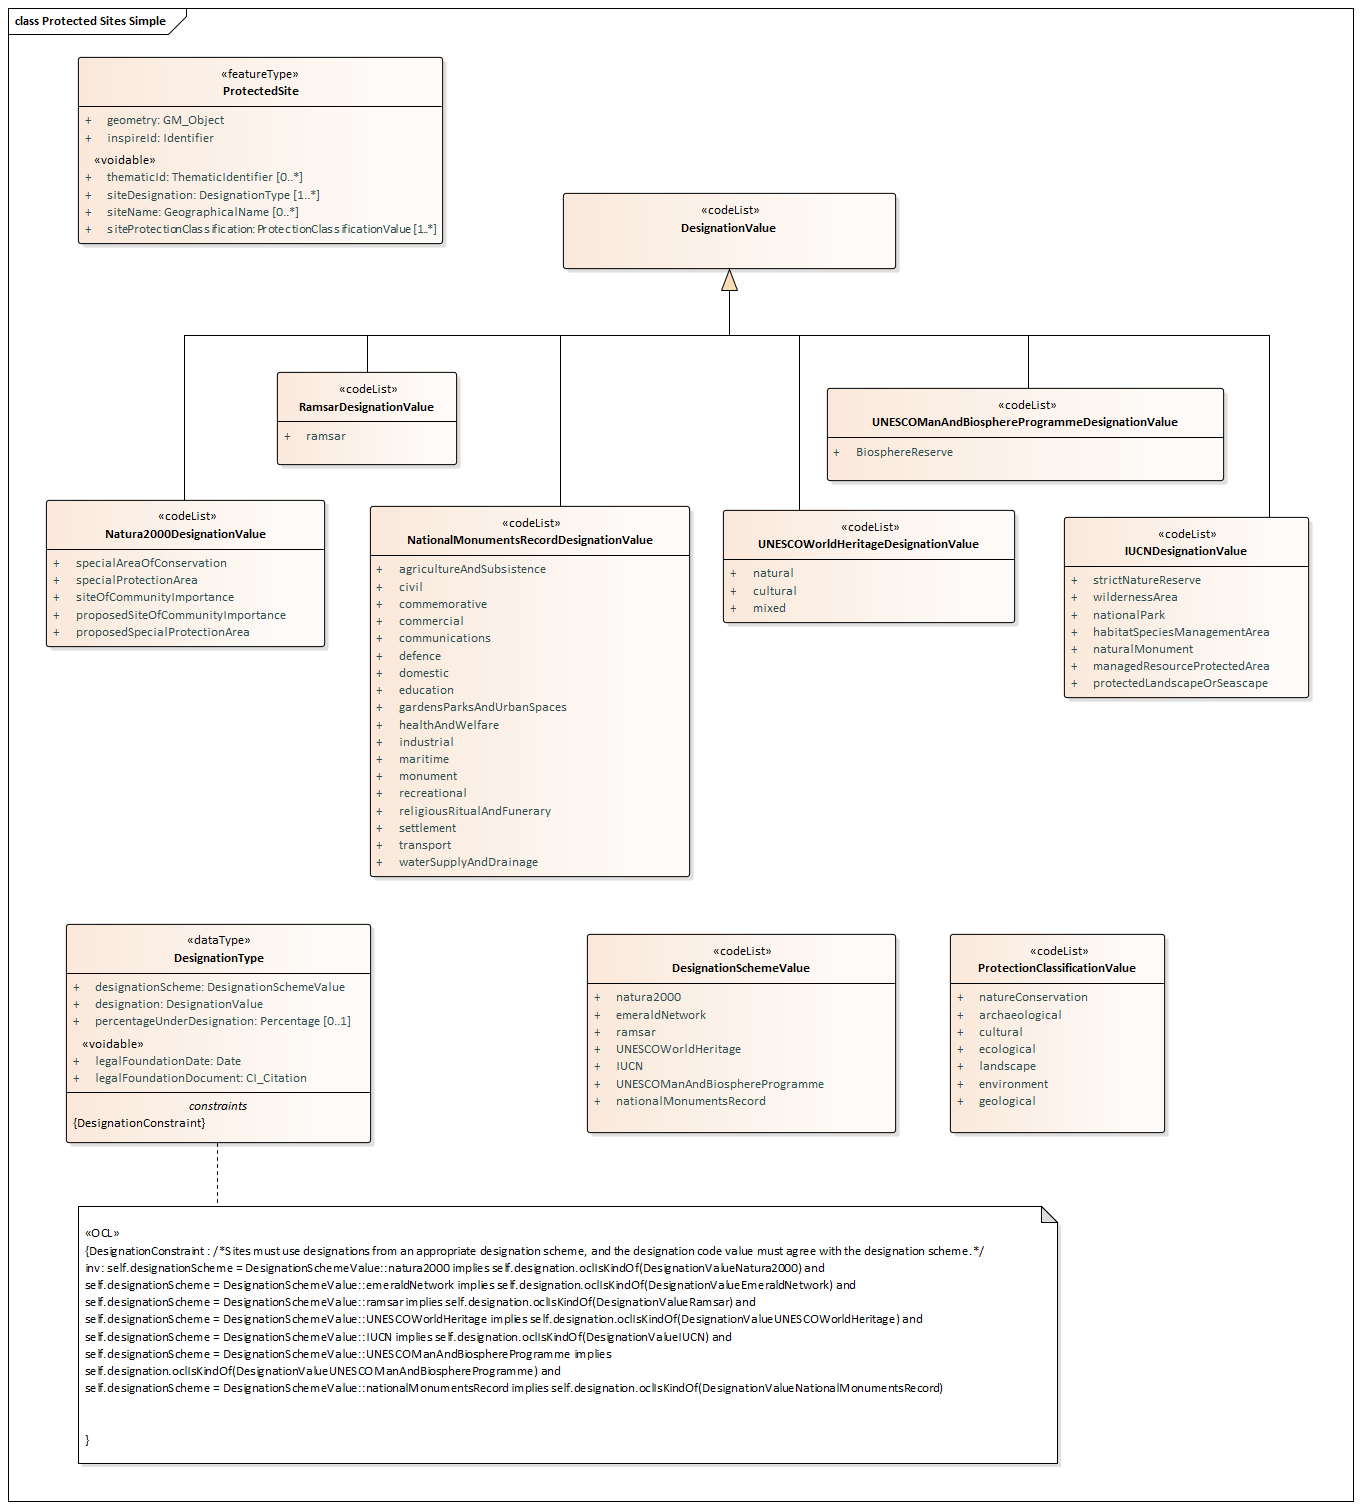 class Protected Sites Simple
«featureType»
ProtectedSite
+ geometry: GM_Object
+ inspireId: Identifier
«voidable»
+ thematicId: ThematicIdentifier [0..*]
+ siteDesignation: DesignationType [1..*]
+ siteName: GeographicalName [0..*]
+ siteProtectionClassification: ProtectionClassificationValue [1..*]
«codeList»
DesignationValue
«codeList»
RamsarDesignationValue
+ ramsar
«codeList»
UNESCOManAndBiosphereProgrammeDesignationValue
+ BiosphereReserve
«codeList»
Natura2000DesignationValue
+ specialAreaOfConservation
+ specialProtectionArea
+ siteOfCommunityImportance
+ proposedSiteOfCommunityImportance
+ proposedSpecialProtectionArea
«codeList»
NationalMonumentsRecordDesignationValue
+ agricultureAndSubsistence
+ civil
+ commemorative
+ commercial
+ communications
+ defence
+ domestic
+ education
+ gardensParksAndUrbanSpaces
+ healthAndWelfare
+ industrial
+ maritime
+ monument
+ recreational
+ religiousRitualAndFunerary
+ settlement
+ transport
+ waterSupplyAndDrainage
«codeList»
UNESCOWorldHeritageDesignationValue
+ natural
+ cultural
+ mixed
«codeList»
IUCNDesignationValue
+ strictNatureReserve
+ wildernessArea
+ nationalPark
+ habitatSpeciesManagementArea
+ naturalMonument
+ managedResourceProtectedArea
+ protectedLandscapeOrSeascape
«dataType»
DesignationType
+ designationScheme: DesignationSchemeValue
+ designation: DesignationValue
+ percentageUnderDesignation: Percentage [0..1]
«voidable»
+ legalFoundationDate: Date
+ legalFoundationDocument: CI_Citation
constraints
{DesignationConstraint}
«codeList»
DesignationSchemeValue
+ natura2000
+ emeraldNetwork
+ ramsar
+ UNESCOWorldHeritage
+ IUCN
+ UNESCOManAndBiosphereProgramme
+ nationalMonumentsRecord
«codeList»
ProtectionClassificationValue
+ natureConservation
+ archaeological
+ cultural
+ ecological
+ landscape
+ environment
+ geological
«OCL»
{DesignationConstraint : /*Sites must use designations from an appropriate designation scheme, and the designation code value must agree with the designation scheme.*/
inv: self.designationScheme = DesignationSchemeValue::natura2000 implies self.designation.oclIsKindOf(DesignationValueNatura2000) and
self.designationScheme = DesignationSchemeValue::emeraldNetwork implies self.designation.oclIsKindOf(DesignationValueEmeraldNetwork) and
self.designationScheme = DesignationSchemeValue::ramsar implies self.designation.oclIsKindOf(DesignationValueRamsar) and
self.designationScheme = DesignationSchemeValue::UNESCOWorldHeritage implies self.designation.oclIsKindOf(DesignationValueUNESCOWorldHeritage) and
self.designationScheme = DesignationSchemeValue::IUCN implies self.designation.oclIsKindOf(DesignationValueIUCN) and
self.designationScheme = DesignationSchemeValue::UNESCOManAndBiosphereProgramme implies
self.designation.oclIsKindOf(DesignationValueUNESCOManAndBiosphereProgramme) and
self.designationScheme = DesignationSchemeValue::nationalMonumentsRecord implies self.designation.oclIsKindOf(DesignationValueNationalMonumentsRecord)
}